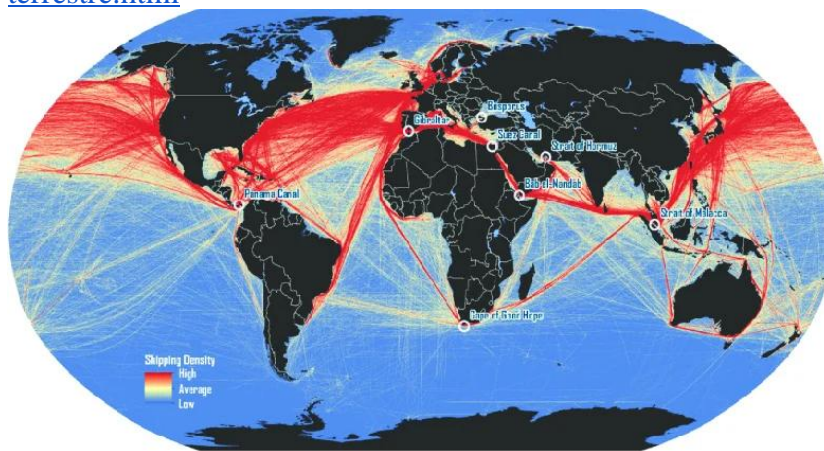 terrestre.html
Bosporus
Gibraltar
Suez Canal
Strait of Hormuz
Bab el-Mandab
Panama Canal
Strait of Malacca
Cape of Good Hope
Shipping Density
High
Average
Low